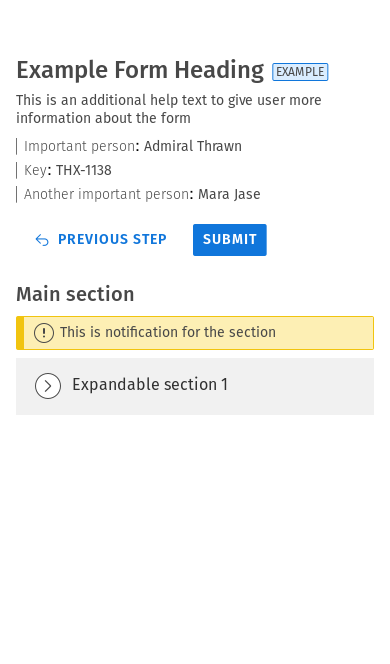 Example Form Heading EXAMPLE
This is an additional help text to give user more
information about the form
Important person: Admiral Thrawn
Key: THX-1138
Another important person: Mara Jase
PREVIOUS STEP SUBMIT
Main section
This is notification for the section
Expandable section 1